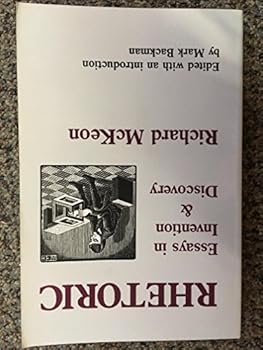 RHETORIC
Essays in
Invention
&
Discovery
Richard McKeon
Edited with an introduction
by Mark Backman